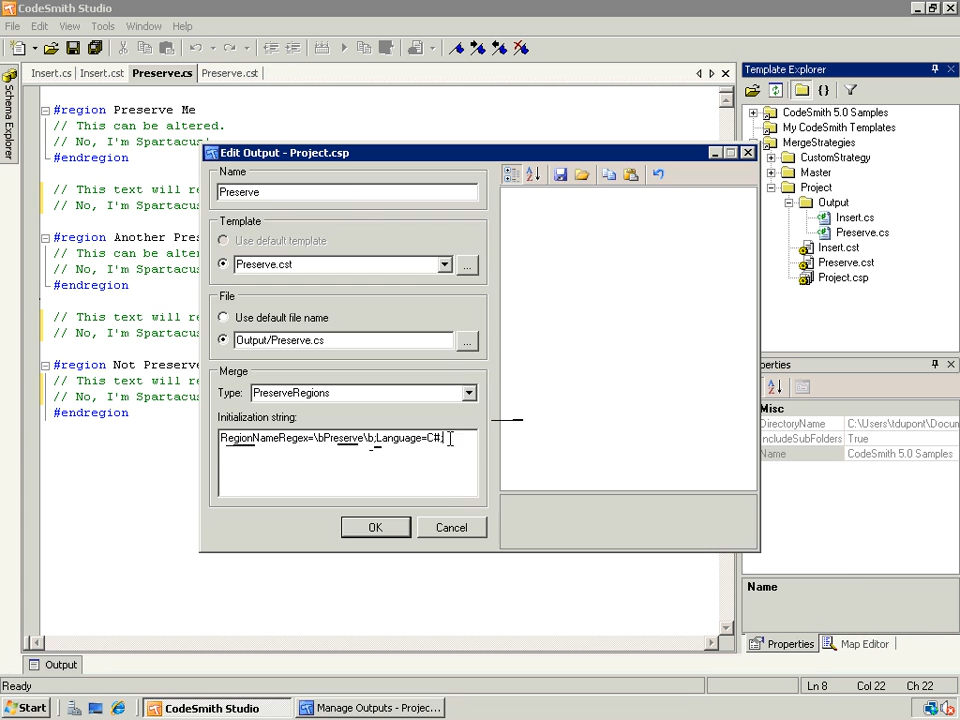 CodeSmith Studio
File Edit View Tools Window Help
Insert.cs Insert.cst Preserve.cs Preserve.cst
Schema Explorer
#region Preserve Me
// This can be altered.
// No, I'm Spartacus!
#endregion
// This text will re
// No, I'm Spartacus
#region Another Pres
// This can be alter
// No, I'm Spartacus
#endregion
// This text will re
// No, I'm Spartacus
#region Not Preserve
// This text will re
// No, I'm Spartacus
#endregion
Edit Output - Project.csp
Name
Preserve
Template
Use default template
Preserve.cst
...
File
Use default file name
Output/Preserve.cs
...
Merge
Type: PreserveRegions
Initialization string:
RegionNameRegex=\bPreserve\b;Language=C#;
OK Cancel
Template Explorer
CodeSmith 5.0 Samples
My CodeSmith Templates
MergeStrategies
CustomStrategy
Master
Project
Output
Insert.cs
Preserve.cs
Insert.cst
Preserve.cst
Project.csp
perties
Misc
DirectoryName C:\Users\tdupont\Docum
IncludeSubFolders True
Name CodeSmith 5.0 Samples
Name
Properties Map Editor
Output
Ready Ln 8 Col 22 Ch 22
Start CodeSmith Studio Manage Outputs - Projec...